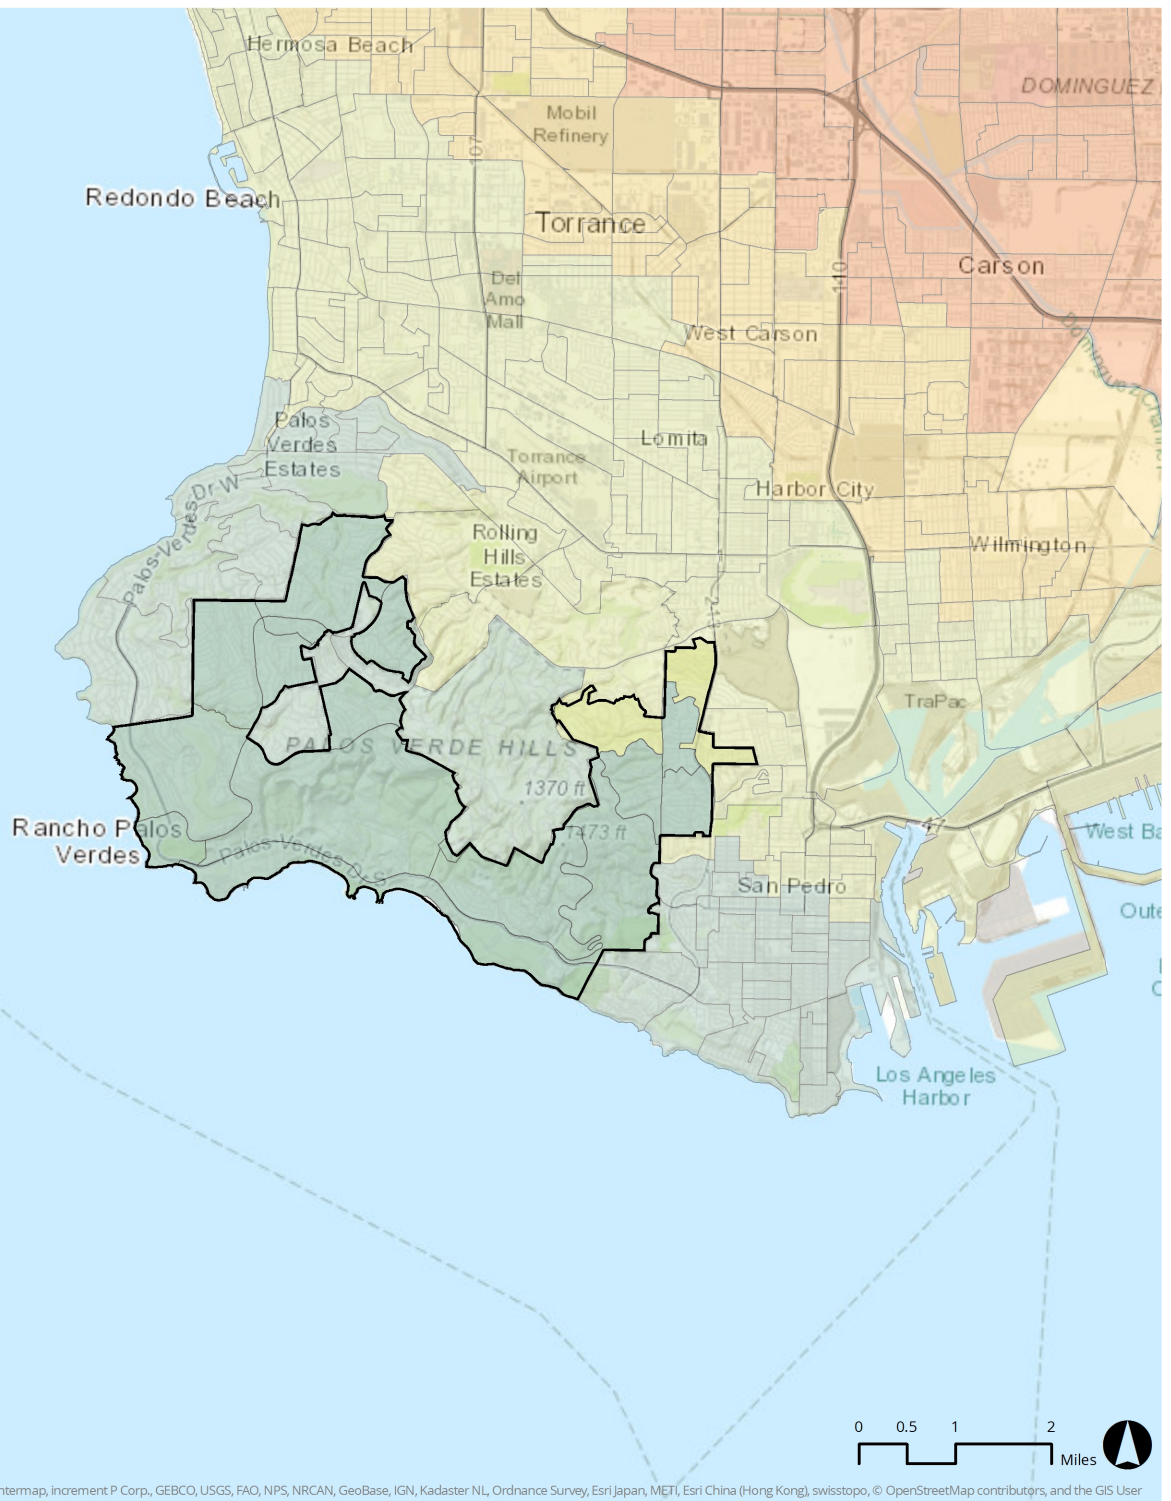 Hermosa Beach
DOMINGUEZ
Mobil
Refinery
107
Redondo Beach
Torrance
Carson
110
Del
Amo
Mall
West Carson
Dominguez Channel
Palos
Verdes
Estates
Lomita
Torrance
Airport
Palos Verdes Dr W
Harbor City
Rolling
Hills
Estates
Wilmington
213
TraPac
PALOS VERDE HILLS
1370 ft
1473 ft
Rancho Palos
Verdes
Palos Verdes Dr S
47
West Ba
San Pedro
Oute
Los Angeles
Harbor
0 0.5 1 2
Miles
ntermap, increment P Corp., GEBCO, USGS, FAO, NPS, NRCAN, GeoBase, IGN, Kadaster NL, Ordnance Survey, Esri Japan, METI, Esri China (Hong Kong), swisstopo, © OpenStreetMap contributors, and the GIS User